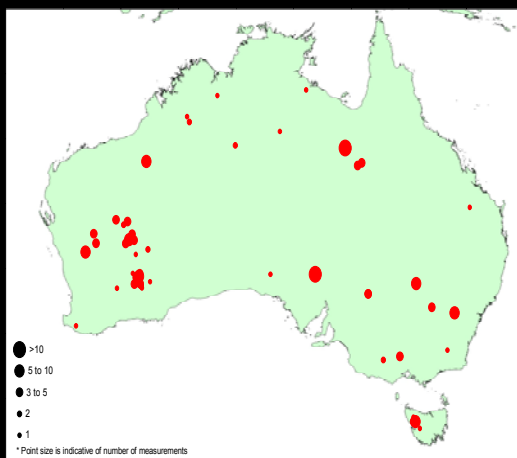 >10
5 to 10
3 to 5
2
1
* Point size is indicative of number of measurements